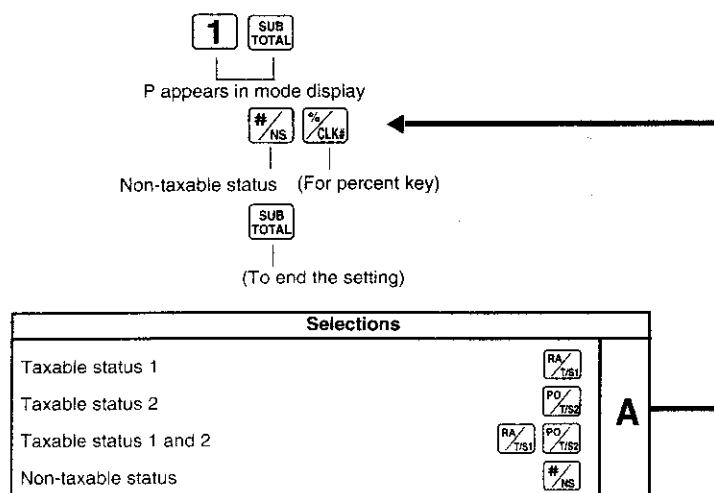 1 SUB TOTAL
P appears in mode display
#/NS %/CLK#
Non-taxable status (For percent key)
SUB TOTAL
(To end the setting)
Selections
Taxable status 1 RA/T/S1
Taxable status 2 PO/T/S2
A
Taxable status 1 and 2 RA/T/S1 PO/T/S2
Non-taxable status #/NS